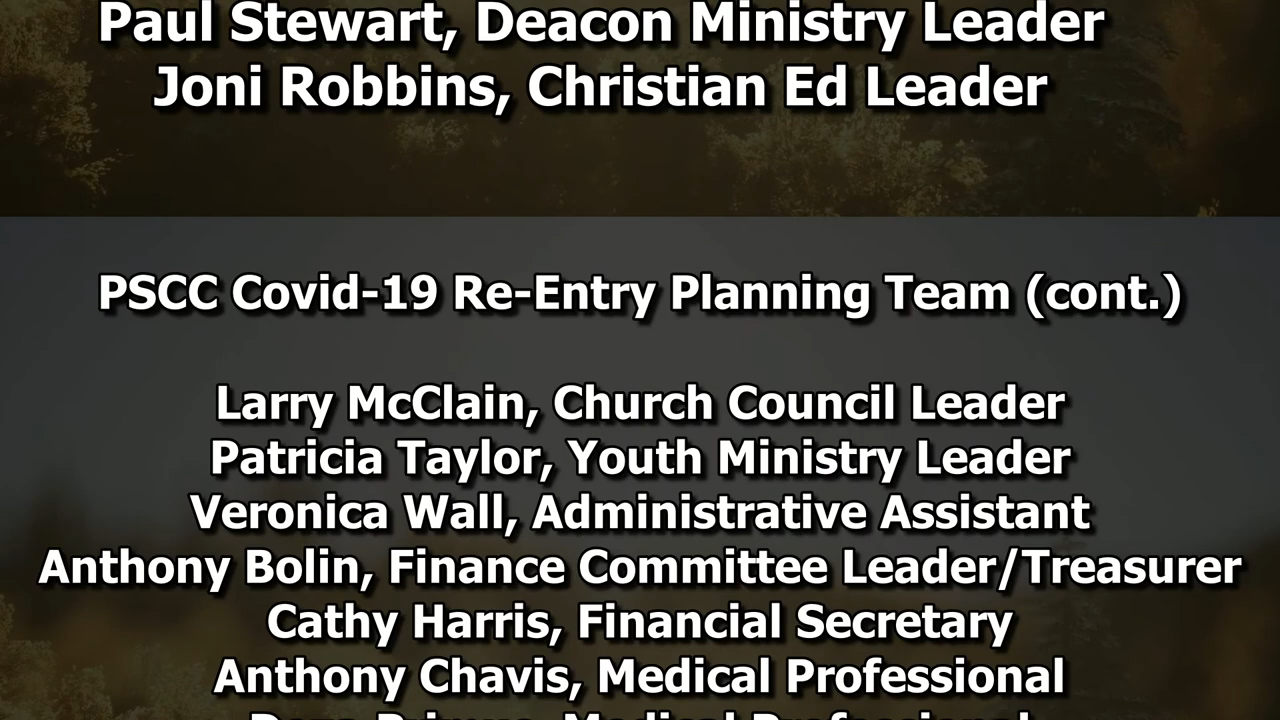 Paul Stewart, Deacon Ministry Leader
Joni Robbins, Christian Ed Leader
PSCC Covid-19 Re-Entry Planning Team (cont.)
Larry McClain, Church Council Leader
Patricia Taylor, Youth Ministry Leader
Veronica Wall, Administrative Assistant
Anthony Bolin, Finance Committee Leader/Treasurer
Cathy Harris, Financial Secretary
Anthony Chavis, Medical Professional
Medical Professional